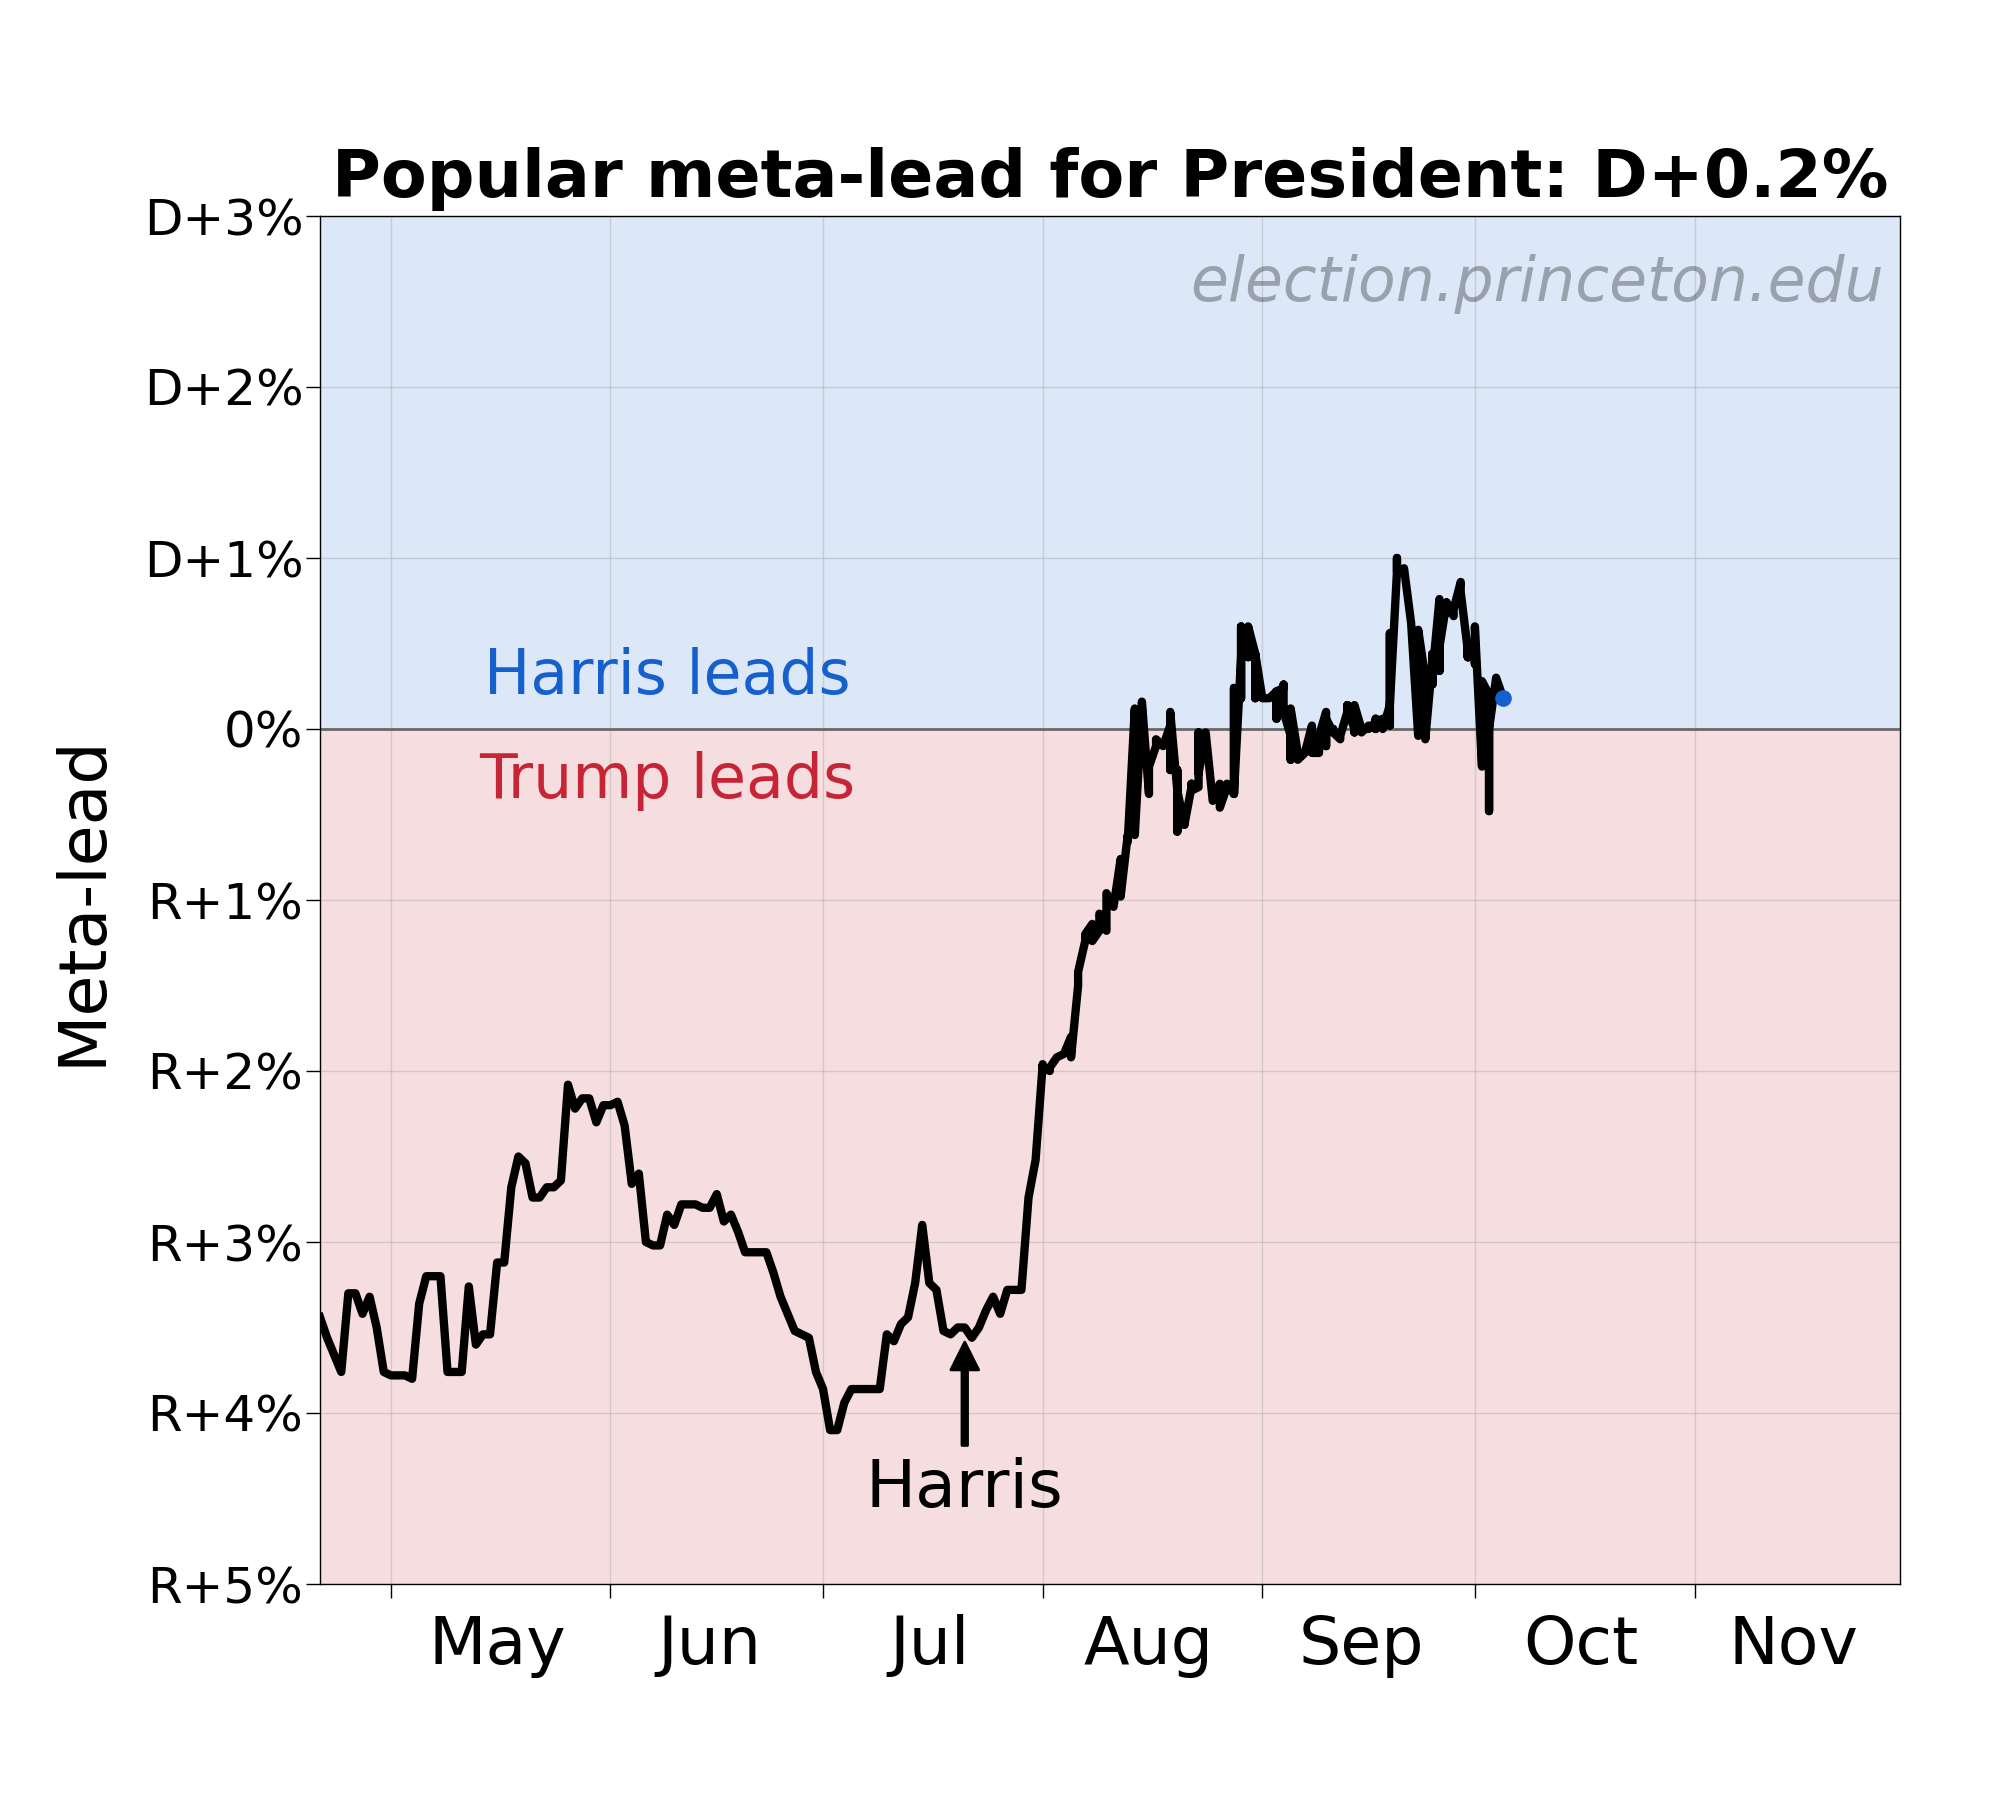 Popular meta-lead for President: D+0.2%
election.princeton.edu
D+3%
D+2%
D+1%
0%
R+1%
R+2%
R+3%
R+4%
R+5%
Meta-lead
Harris leads
Trump leads
Harris
May Jun Jul Aug Sep Oct Nov